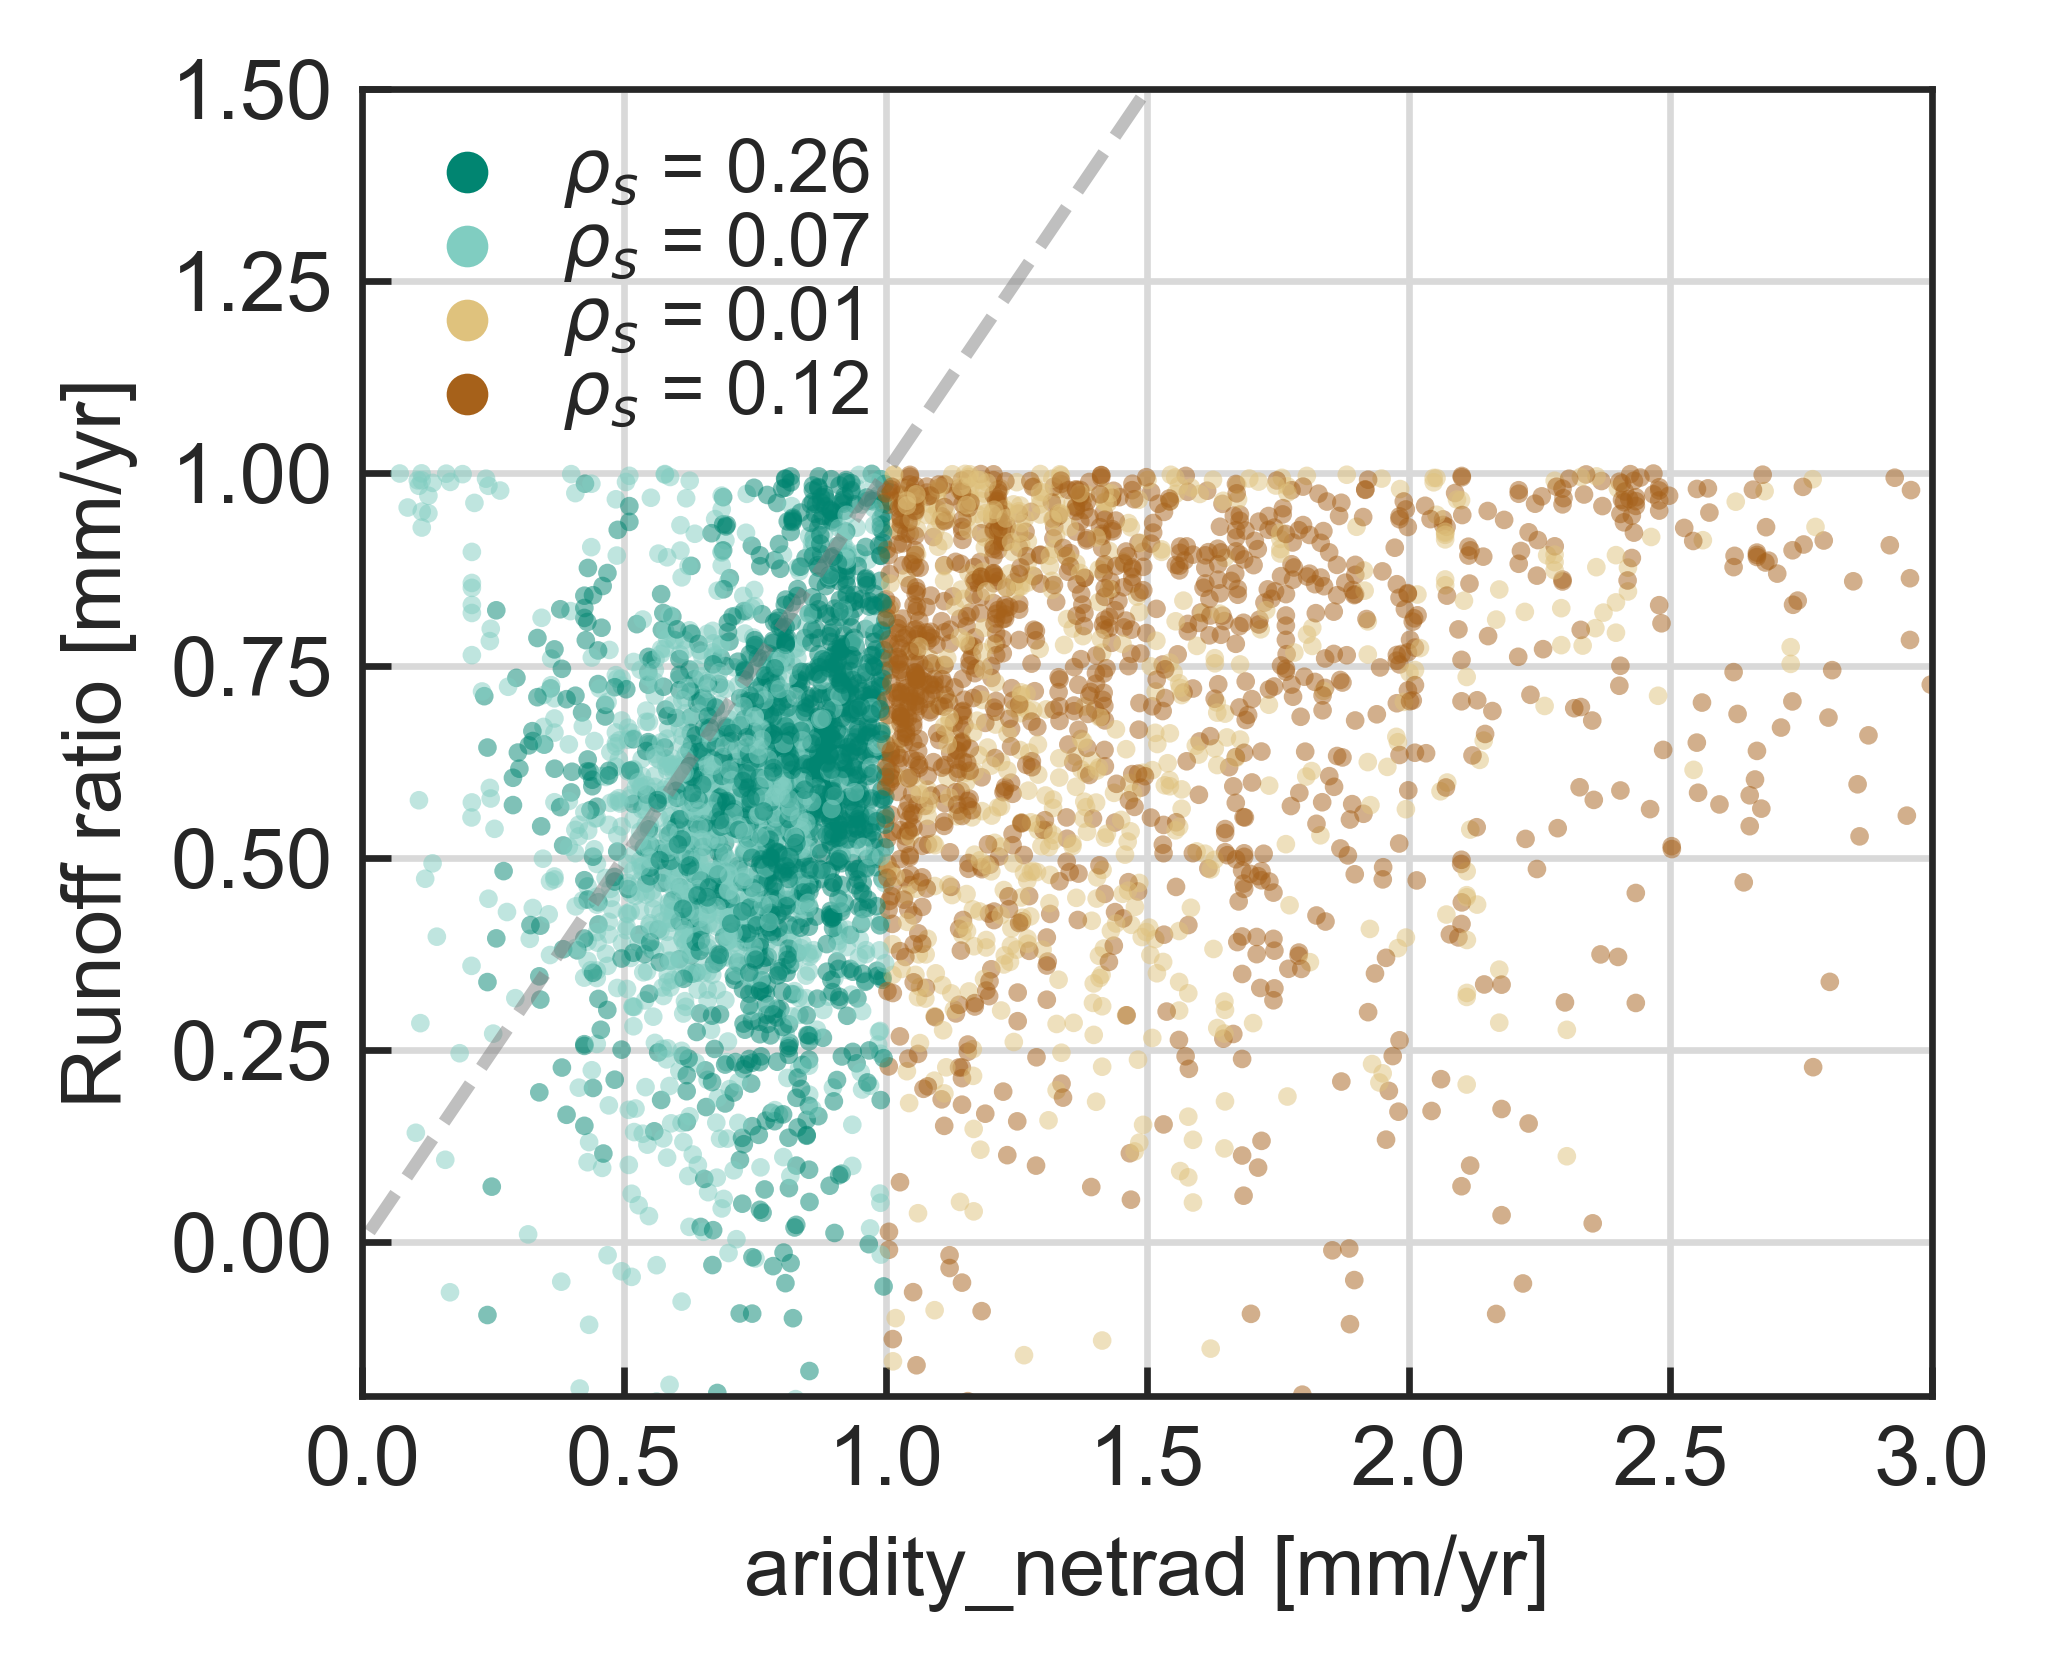 1.50
1.25
1.00
0.75
0.50
0.25
0.00
Runoff ratio [mm/yr]
ρs = 0.26
ρs = 0.07
ρs = 0.01
ρs = 0.12
0.0 0.5 1.0 1.5 2.0 2.5 3.0
aridity_netrad [mm/yr]